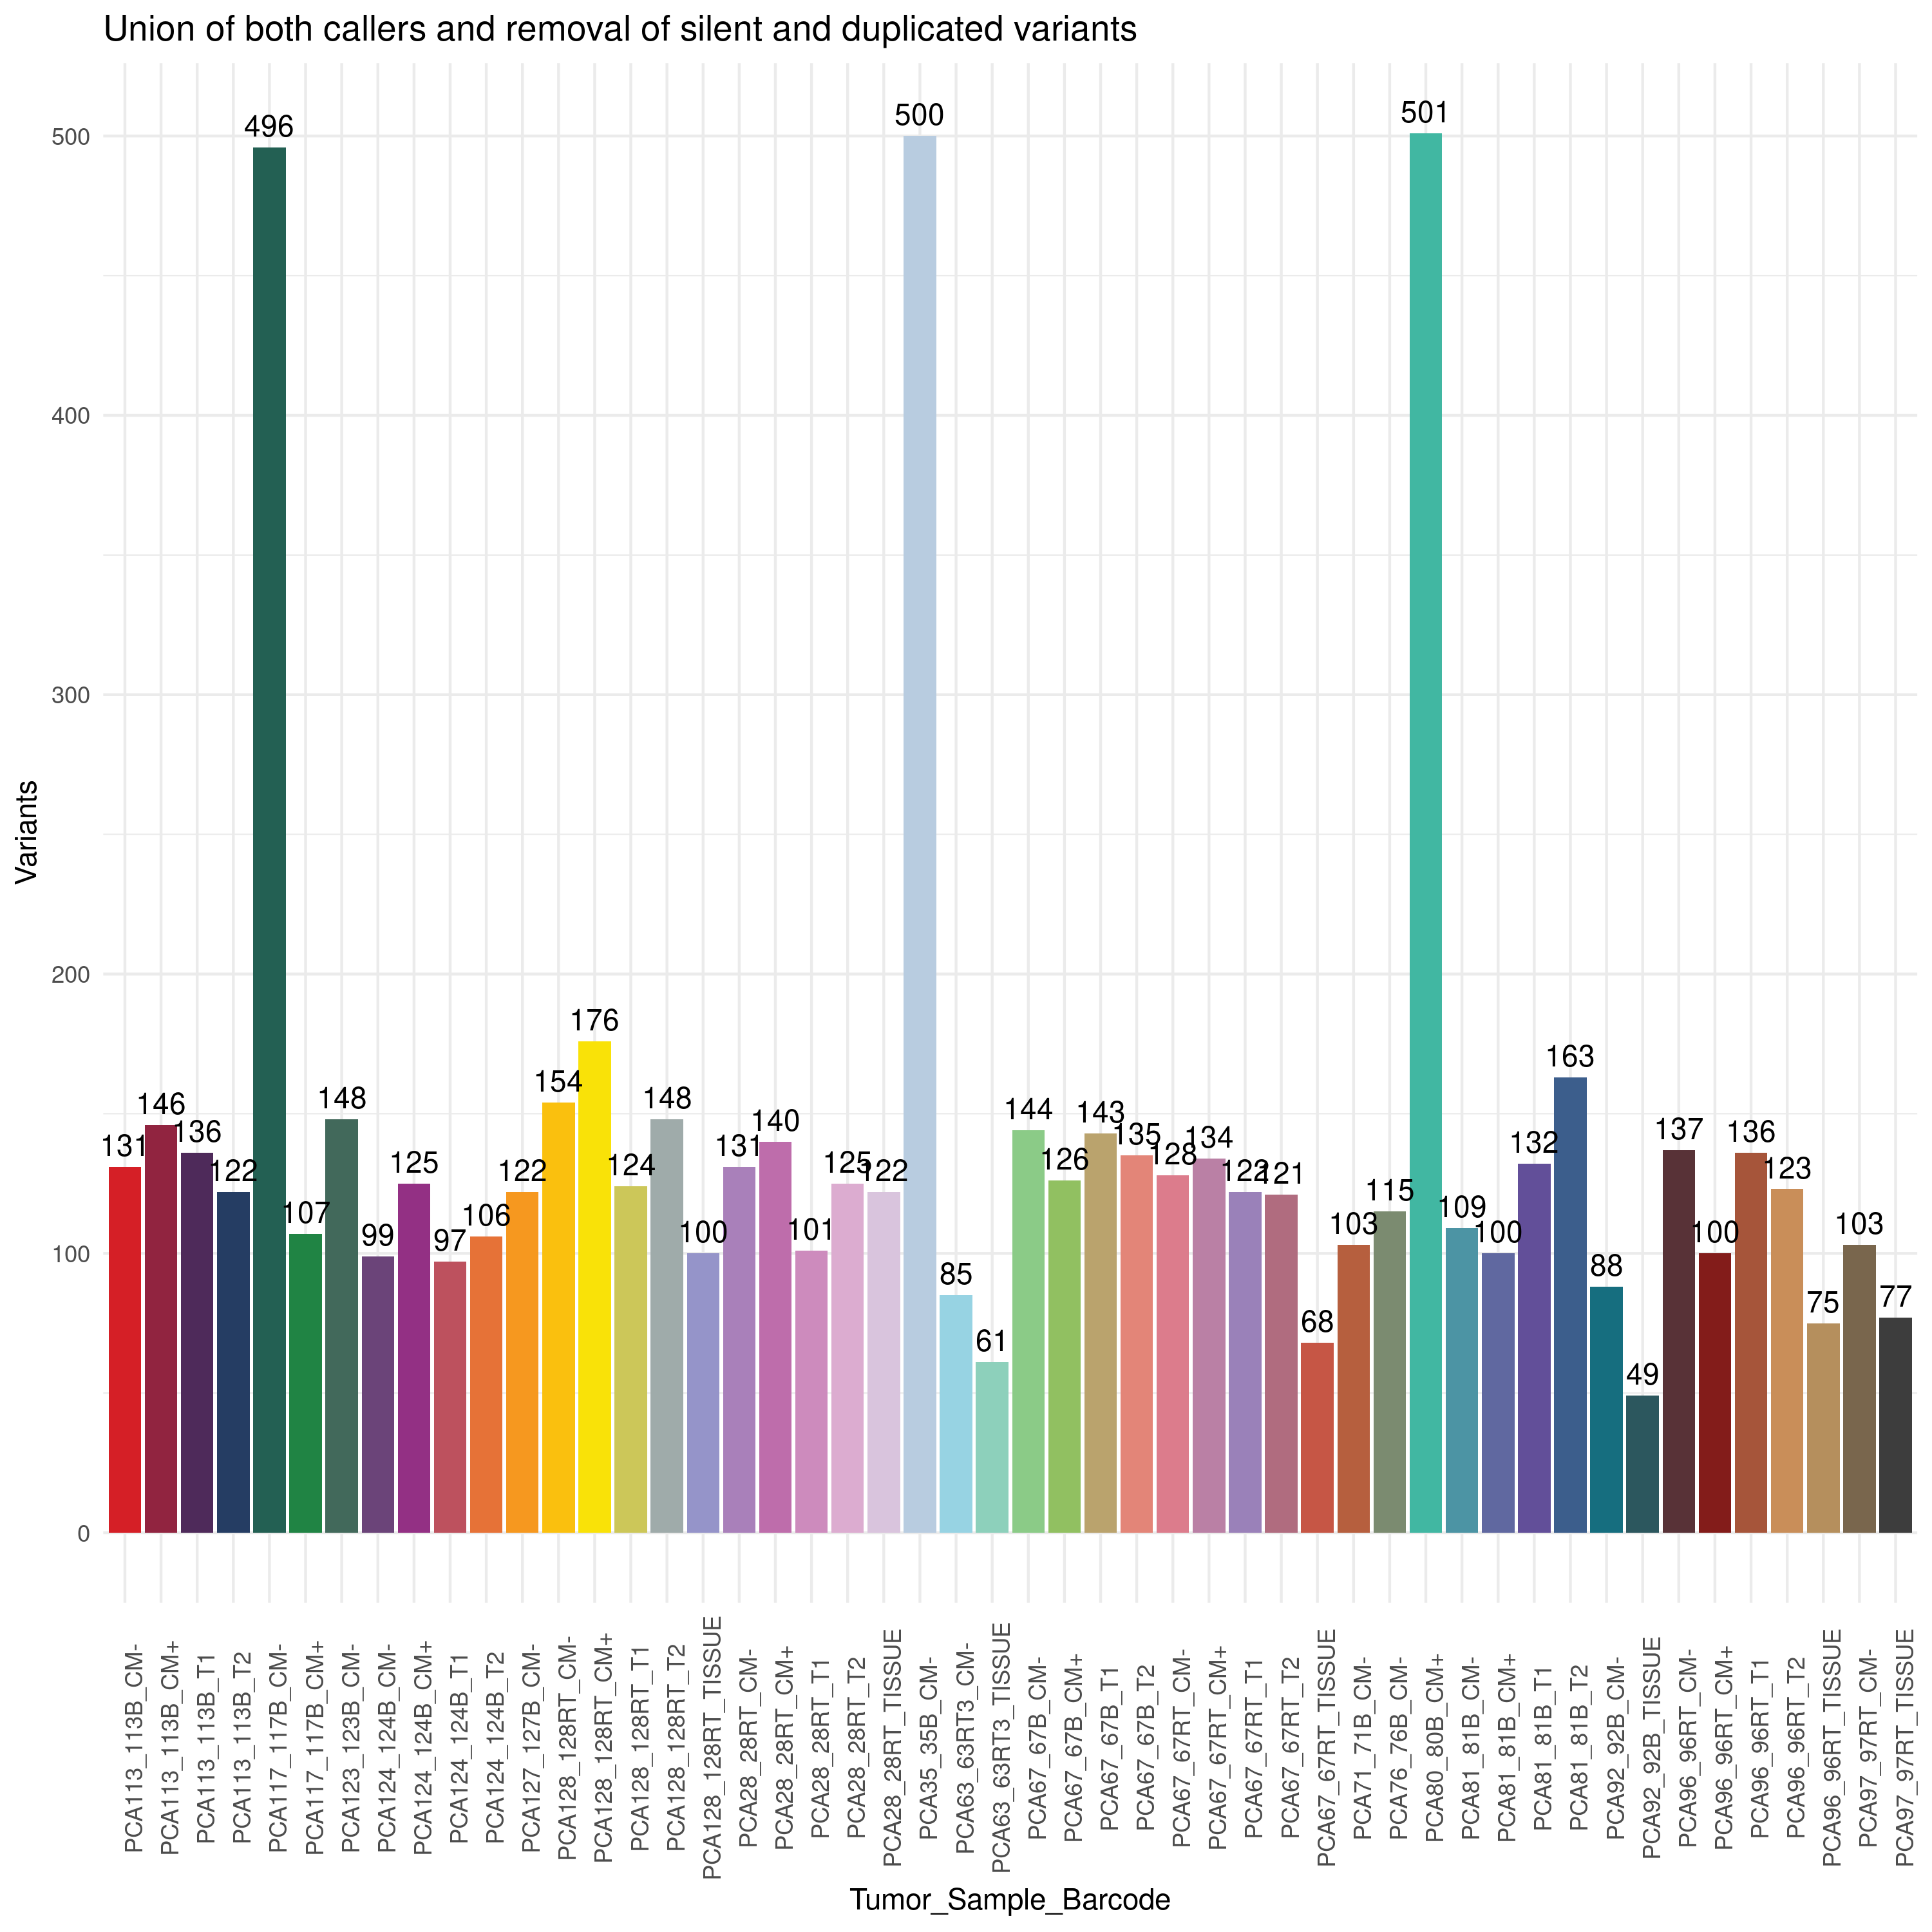 Union of both callers and removal of silent and duplicated variants
Variants
500
400
300
200
100
0
131
146
136
122
496
107
148
99
125
97
106
122
154
176
124
148
100
131
140
101
125
122
500
85
61
144
126
143
135
128
134
122
121
68
103
115
501
109
100
132
163
88
49
137
100
136
123
75
103
77
PCA113_113B_CM-
PCA113_113B_CM+
PCA113_113B_T1
PCA113_113B_T2
PCA117_117B_CM-
PCA117_117B_CM+
PCA123_123B_CM-
PCA124_124B_CM-
PCA124_124B_CM+
PCA124_124B_T1
PCA124_124B_T2
PCA127_127B_CM-
PCA128_128RT_CM-
PCA128_128RT_CM+
PCA128_128RT_T1
PCA128_128RT_T2
PCA128_128RT_TISSUE
PCA28_28RT_CM-
PCA28_28RT_CM+
PCA28_28RT_T1
PCA28_28RT_T2
PCA28_28RT_TISSUE
PCA35_35B_CM-
PCA63_63RT3_CM-
PCA63_63RT3_TISSUE
PCA67_67B_CM-
PCA67_67B_CM+
PCA67_67B_T1
PCA67_67B_T2
PCA67_67RT_CM-
PCA67_67RT_CM+
PCA67_67RT_T1
PCA67_67RT_T2
PCA67_67RT_TISSUE
PCA71_71B_CM-
PCA76_76B_CM-
PCA80_80B_CM+
PCA81_81B_CM-
PCA81_81B_CM+
PCA81_81B_T1
PCA81_81B_T2
PCA92_92B_CM-
PCA92_92B_TISSUE
PCA96_96RT_CM-
PCA96_96RT_CM+
PCA96_96RT_T1
PCA96_96RT_T2
PCA96_96RT_TISSUE
PCA97_97RT_CM-
PCA97_97RT_TISSUE
Tumor_Sample_Barcode